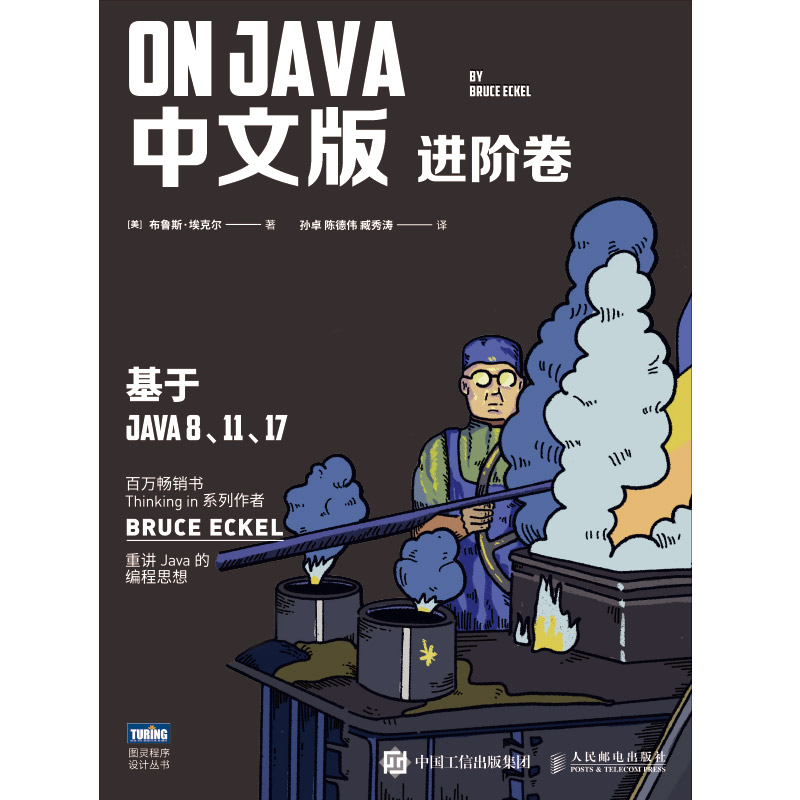 ON JAVA
BY
BRUCE ECKEL
中文版 进阶卷
[美] 布鲁斯·埃克尔 —— 著 孙卓 陈德伟 臧秀涛 —— 译
基于
JAVA 8、11、17
百万畅销书
Thinking in 系列作者
BRUCE ECKEL
重讲 Java 的
编程思想
TURING
图灵程序
设计丛书
中国工信出版集团
人民邮电出版社
POSTS & TELECOM PRESS